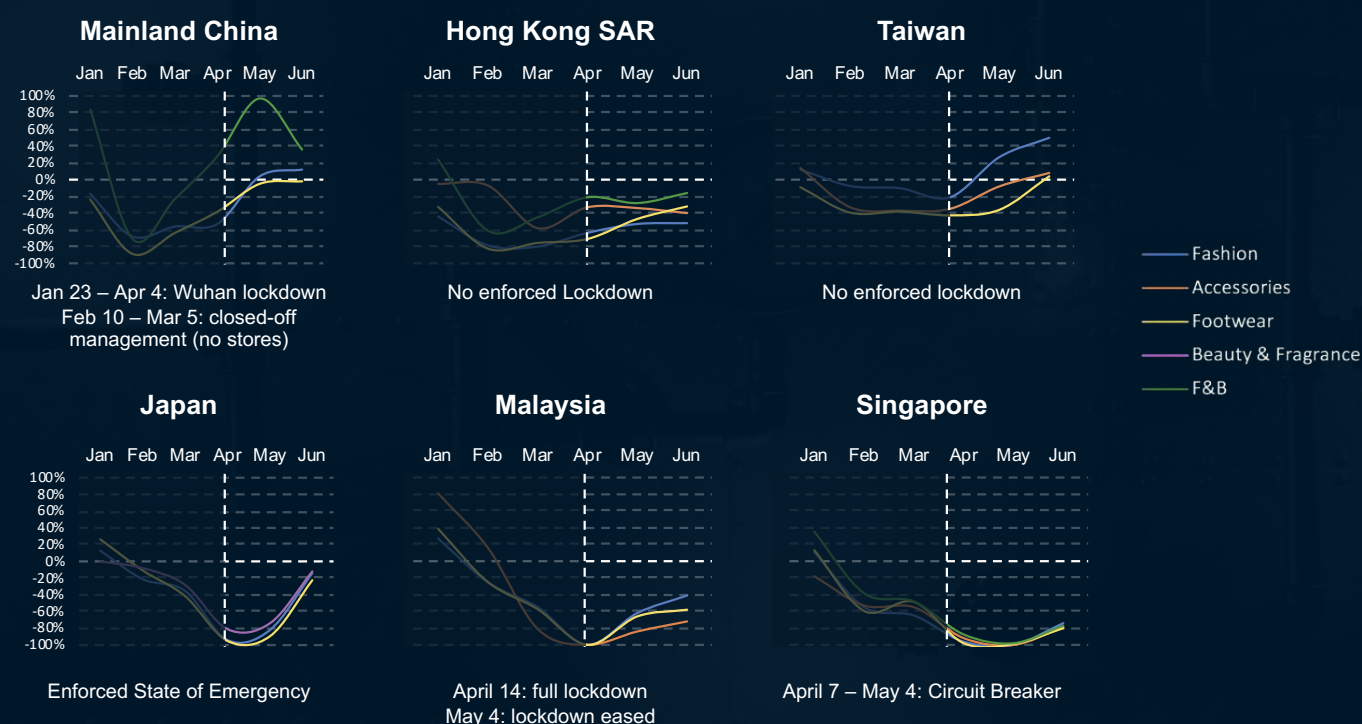 Mainland China
Hong Kong SAR
Taiwan
Jan Feb Mar Apr May Jun
Jan Feb Mar Apr May Jun
Jan Feb Mar Apr May Jun
100%
80%
60%
40%
20%
0%
-20%
-40%
-60%
-80%
-100%
Jan 23 – Apr 4: Wuhan lockdown
Feb 10 – Mar 5: closed-off
management (no stores)
No enforced Lockdown
No enforced lockdown
Fashion
Accessories
Footwear
Beauty & Fragrance
F&B
Japan
Malaysia
Singapore
Jan Feb Mar Apr May Jun
Jan Feb Mar Apr May Jun
Jan Feb Mar Apr May Jun
100%
80%
60%
40%
20%
0%
-20%
-40%
-60%
-80%
-100%
Enforced State of Emergency
April 14: full lockdown
May 4: lockdown eased
April 7 – May 4: Circuit Breaker